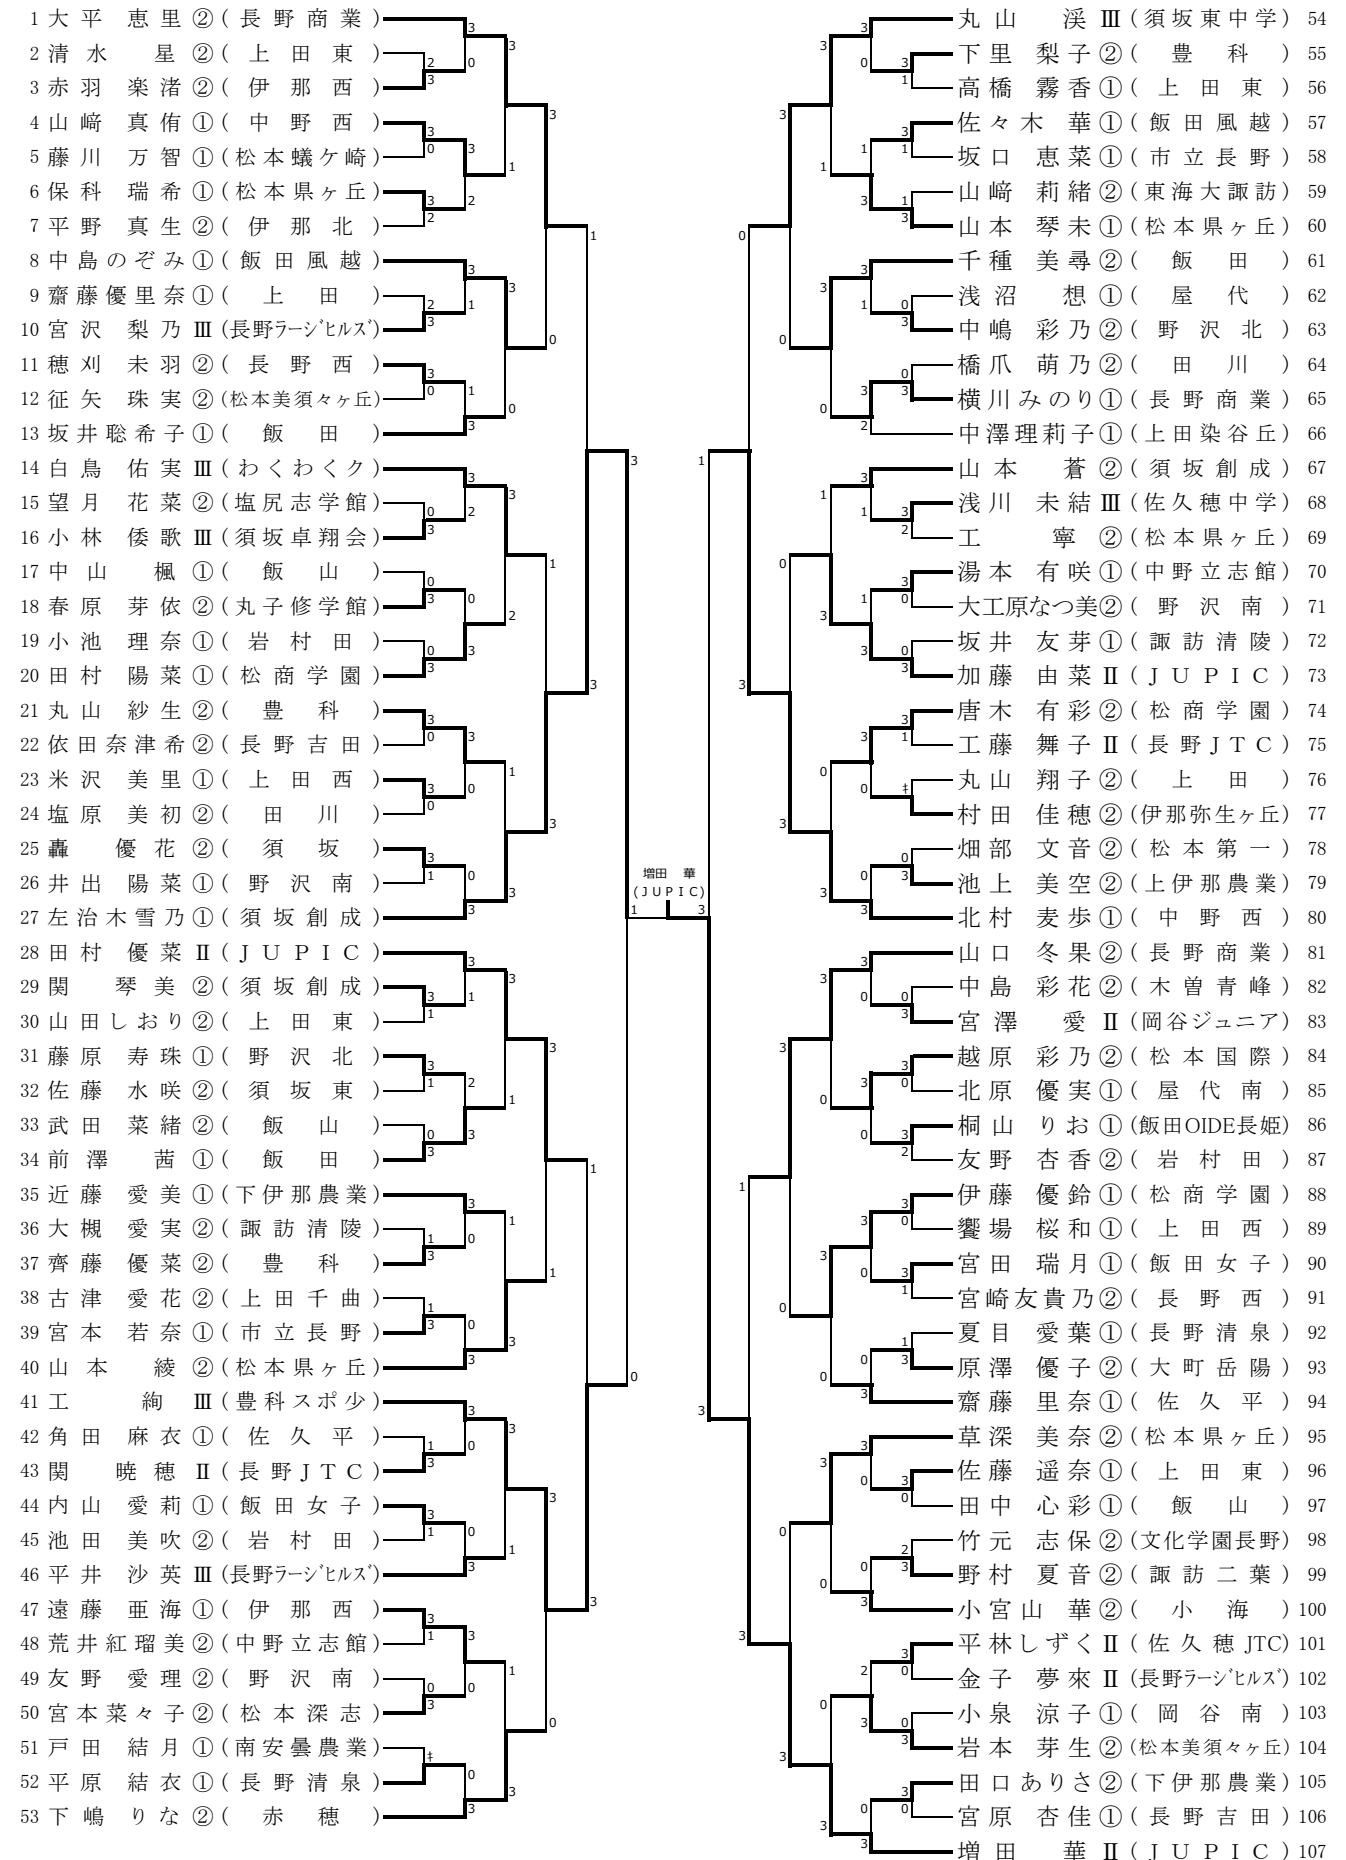 1 大平 恵里 ② (長野商業)
2 清水 星 ② (上田東)
3 赤羽 楽渚 ② (伊那西)
4 山﨑 真侑 ① (中野西)
5 藤川 万智 ① (松本蟻ケ崎)
6 保科 瑞希 ① (松本県ヶ丘)
7 平野 真生 ② (伊那北)
8 中島のぞみ ① (飯田風越)
9 齋藤優里奈 ① (上田)
10 宮沢 梨乃 Ⅲ (長野ラージヒルズ)
11 穂刈 未羽 ② (長野西)
12 征矢 珠実 ② (松本美須々ヶ丘)
13 坂井聡希子 ① (飯田)
14 白鳥 佑実 Ⅲ (わくわくク)
15 望月 花菜 ② (塩尻志学館)
16 小林 倭歌 Ⅲ (須坂卓翔会)
17 中山 楓 ① (飯山)
18 春原 芽依 ② (丸子修学館)
19 小池 理奈 ① (岩村田)
20 田村 陽菜 ① (松商学園)
21 丸山 紗生 ② (豊科)
22 依田奈津希 ② (長野吉田)
23 米沢 美里 ① (上田西)
24 塩原 美初 ② (田川)
25 轟 優花 ② (須坂)
26 井出 陽菜 ① (野沢南)
27 左治木雪乃 ① (須坂創成)
28 田村 優菜 Ⅱ (JUPIC)
29 関 琴美 ② (須坂創成)
30 山田しおり ② (上田東)
31 藤原 寿珠 ① (野沢北)
32 佐藤 水咲 ② (須坂東)
33 武田 菜緒 ② (飯山)
34 前澤 茜 ① (飯田)
35 近藤 愛美 ① (下伊那農業)
36 大槻 愛実 ② (諏訪清陵)
37 齊藤 優菜 ② (豊科)
38 古津 愛花 ② (上田千曲)
39 宮本 若奈 ① (市立長野)
40 山本 綾 ② (松本県ヶ丘)
41 工 絢 Ⅲ (豊科スポ少)
42 角田 麻衣 ① (佐久平)
43 関 暁穂 Ⅱ (長野JTC)
44 内山 愛莉 ① (飯田女子)
45 池田 美吹 ② (岩村田)
46 平井 沙英 Ⅲ (長野ラージヒルズ)
47 遠藤 亜海 ① (伊那西)
48 荒井紅瑠美 ② (中野立志館)
49 友野 愛理 ② (野沢南)
50 宮本菜々子 ② (松本深志)
51 戸田 結月 ① (南安曇農業)
52 平原 結衣 ① (長野清泉)
53 下嶋 りな ② (赤穂)
増田 華
(JUPIC)
1 3
丸山 渓 Ⅲ (須坂東中学) 54
下里 梨子 ② (豊科) 55
高橋 霧香 ① (上田東) 56
佐々木 華 ① (飯田風越) 57
坂口 恵菜 ① (市立長野) 58
山﨑 莉緒 ② (東海大諏訪) 59
山本 琴未 ① (松本県ヶ丘) 60
千種 美尋 ② (飯田) 61
浅沼 想 ① (屋代) 62
中嶋 彩乃 ② (野沢北) 63
橋爪 萌乃 ② (田川) 64
横川みのり ① (長野商業) 65
中澤理莉子 ① (上田染谷丘) 66
山本 蒼 ② (須坂創成) 67
浅川 未結 Ⅲ (佐久穂中学) 68
工 寧 ② (松本県ヶ丘) 69
湯本 有咲 ① (中野立志館) 70
大工原なつ美 ② (野沢南) 71
坂井 友芽 ① (諏訪清陵) 72
加藤 由菜 Ⅱ (JUPIC) 73
唐木 有彩 ② (松商学園) 74
工藤 舞子 Ⅱ (長野JTC) 75
丸山 翔子 ② (上田) 76
村田 佳穂 ② (伊那弥生ヶ丘) 77
畑部 文音 ② (松本第一) 78
池上 美空 ② (上伊那農業) 79
北村 麦歩 ① (中野西) 80
山口 冬果 ② (長野商業) 81
中島 彩花 ② (木曽青峰) 82
宮澤 愛 Ⅱ (岡谷ジュニア) 83
越原 彩乃 ② (松本国際) 84
北原 優実 ① (屋代南) 85
桐山 りお ① (飯田OIDE長姫) 86
友野 杏香 ② (岩村田) 87
伊藤 優鈴 ① (松商学園) 88
饗場 桜和 ① (上田西) 89
宮田 瑞月 ① (飯田女子) 90
宮崎友貴乃 ② (長野西) 91
夏目 愛葉 ① (長野清泉) 92
原澤 優子 ② (大町岳陽) 93
齋藤 里奈 ① (佐久平) 94
草深 美奈 ② (松本県ヶ丘) 95
佐藤 遥奈 ① (上田東) 96
田中 心彩 ① (飯山) 97
竹元 志保 ② (文化学園長野) 98
野村 夏音 ② (諏訪二葉) 99
小宮山 華 ② (小海) 100
平林しずく Ⅱ (佐久穂JTC) 101
金子 夢來 Ⅱ (長野ラージヒルズ) 102
小泉 涼子 ① (岡谷南) 103
岩本 芽生 ② (松本美須々ヶ丘) 104
田口ありさ ② (下伊那農業) 105
宮原 杏佳 ① (長野吉田) 106
増田 華 Ⅱ (JUPIC) 107